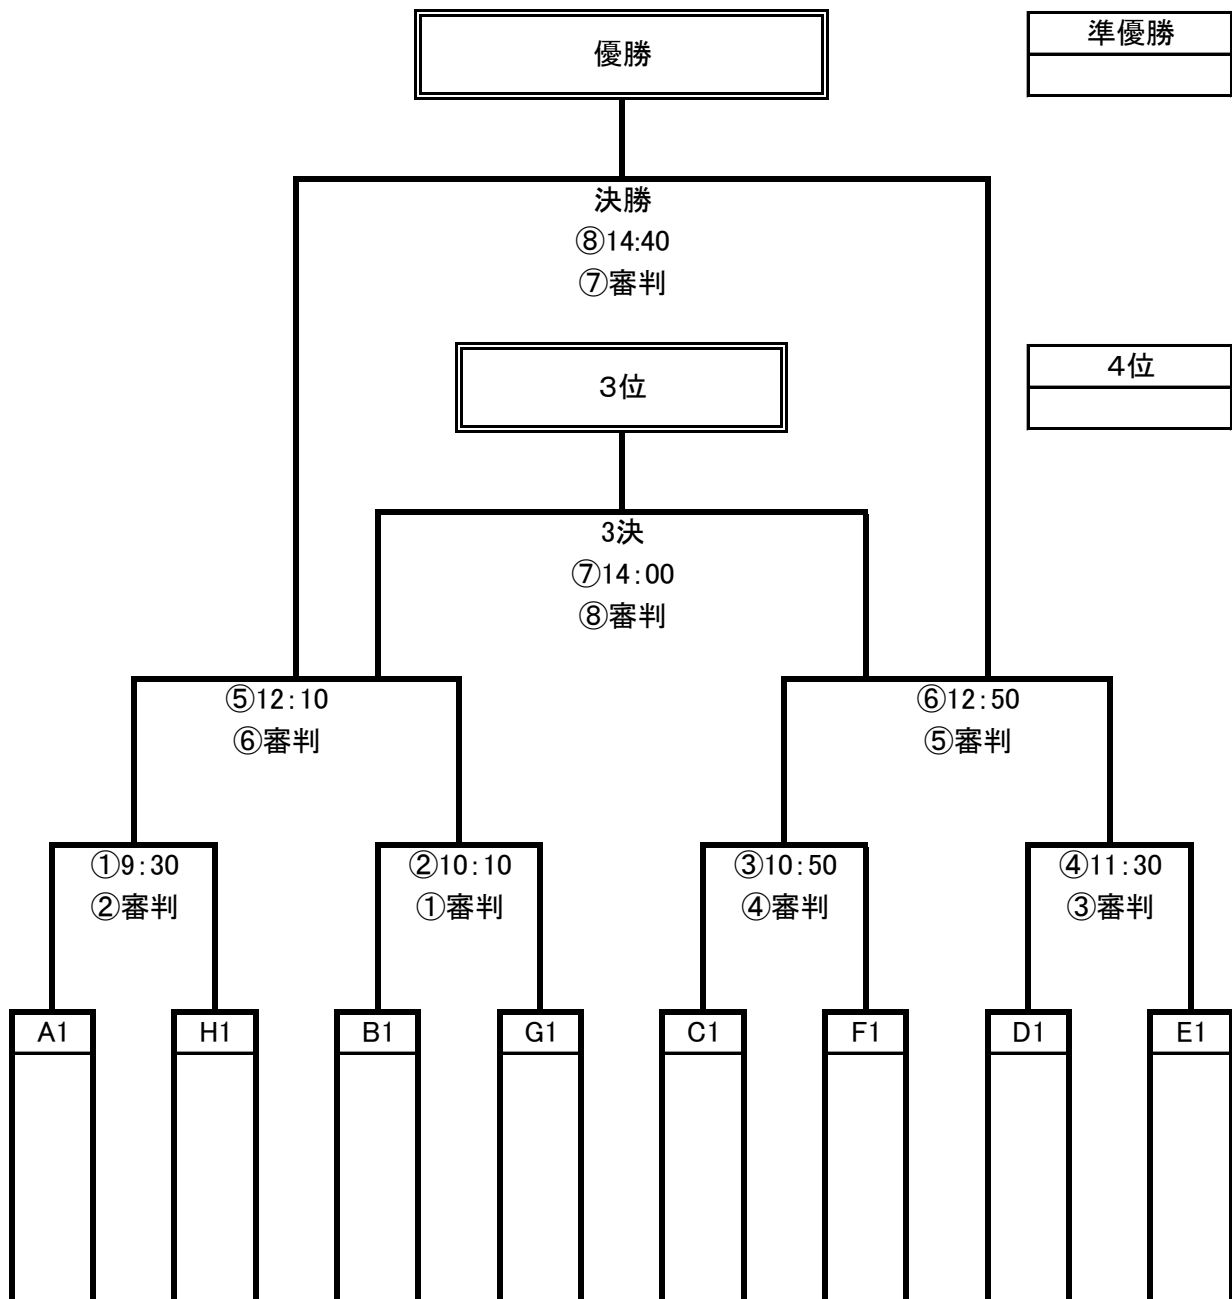 優勝
準優勝
決勝
⑧14:40
⑦審判
３位
４位
3決
⑦14:00
⑧審判
⑤12:10
⑥審判
⑥12:50
⑤審判
①9:30
②審判
②10:10
①審判
③10:50
④審判
④11:30
③審判
A1
H1
B1
G1
C1
F1
D1
E1